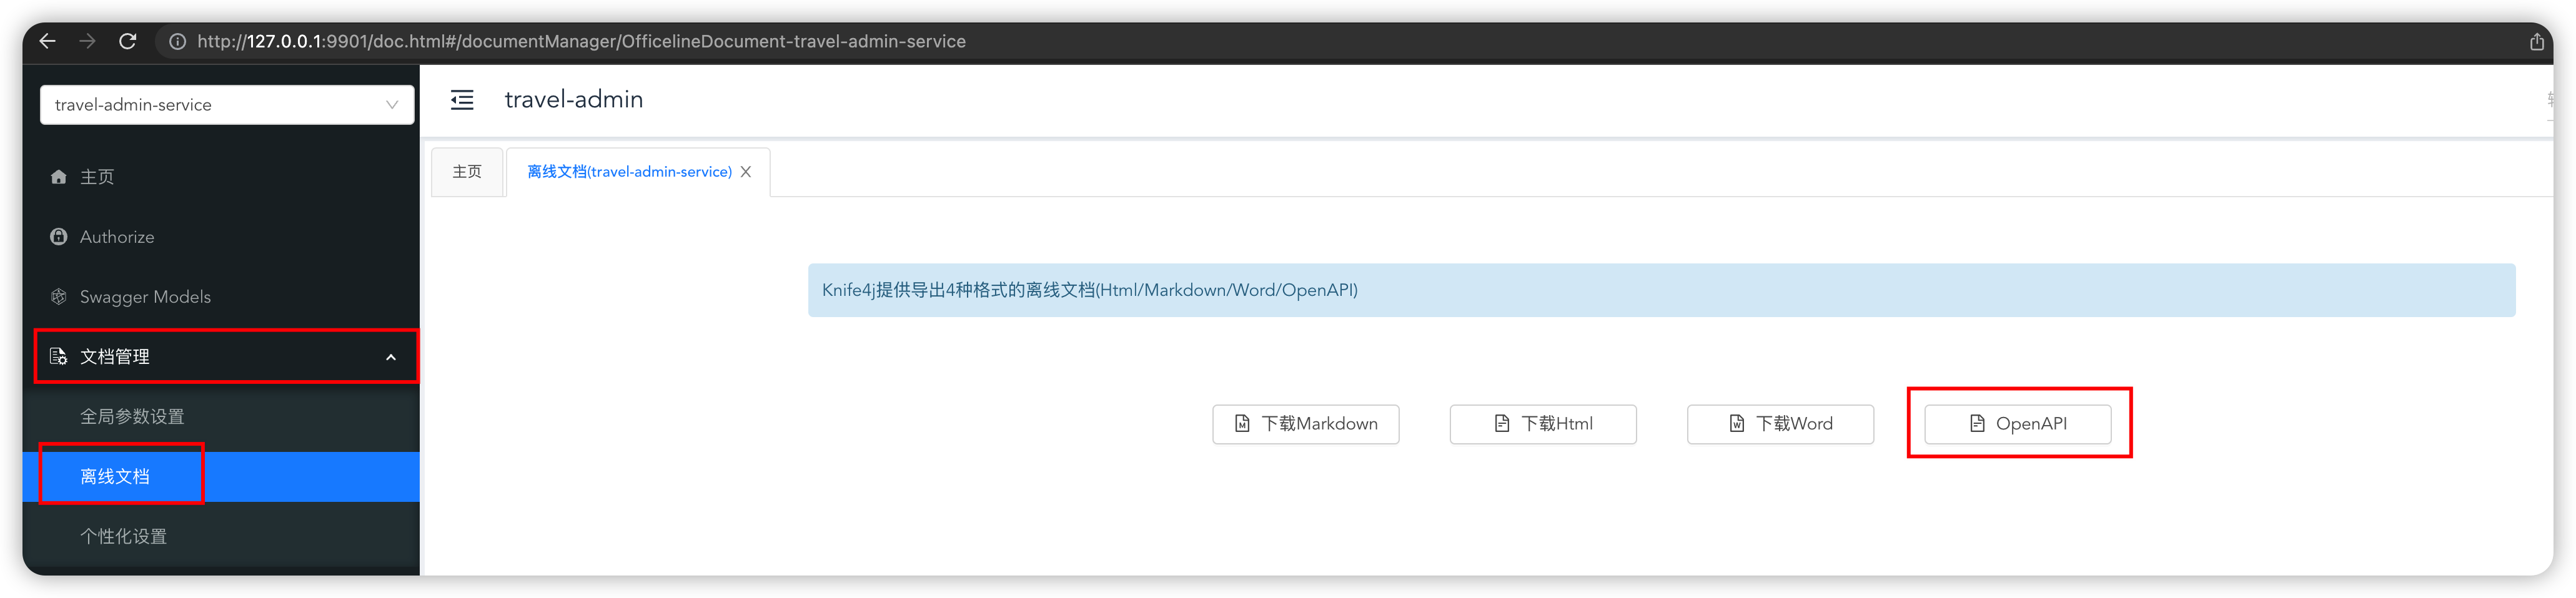 http://127.0.0.1:9901/doc.html#/documentManager/OfficelineDocument-travel-admin-service
travel-admin-service
travel-admin
主页
Authorize
Swagger Models
文档管理
全局参数设置
离线文档
个性化设置
主页
离线文档(travel-admin-service)
Knife4j提供导出4种格式的离线文档(Html/Markdown/Word/OpenAPI)
下载Markdown
下载Html
下载Word
OpenAPI